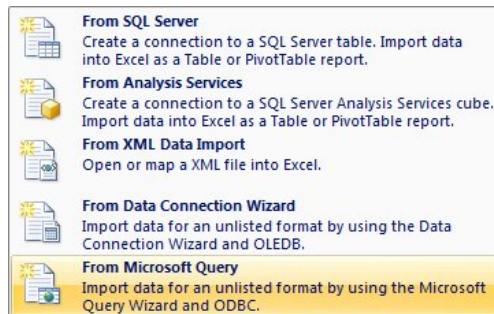 From SQL Server
Create a connection to a SQL Server table. Import data
into Excel as a Table or PivotTable report.
From Analysis Services
Create a connection to a SQL Server Analysis Services cube.
Import data into Excel as a Table or PivotTable report.
From XML Data Import
Open or map a XML file into Excel.
From Data Connection Wizard
Import data for an unlisted format by using the Data
Connection Wizard and OLEDB.
From Microsoft Query
Import data for an unlisted format by using the Microsoft
Query Wizard and ODBC.